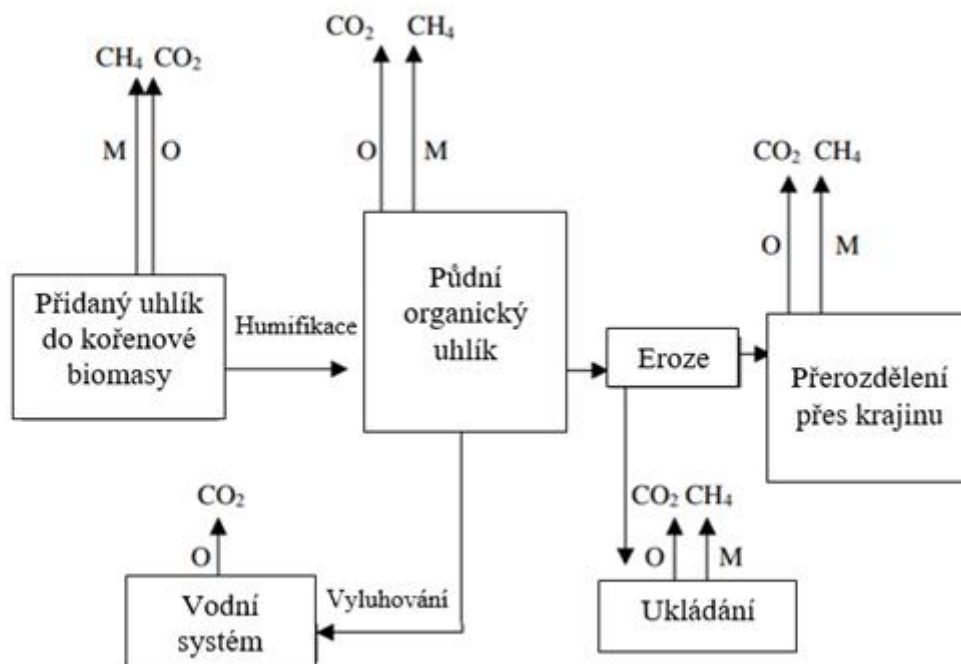 CO₂ CH₄
CH₄ CO₂
M O
O M
CO₂ CH₄
O M
Přidaný uhlík
do kořenové
biomasy
Humifikace
Půdní
organický
uhlík
Eroze
Přerozdělení
přes krajinu
CO₂
O
Vodní
systém
Vyluhování
CO₂ CH₄
O M
Ukládání